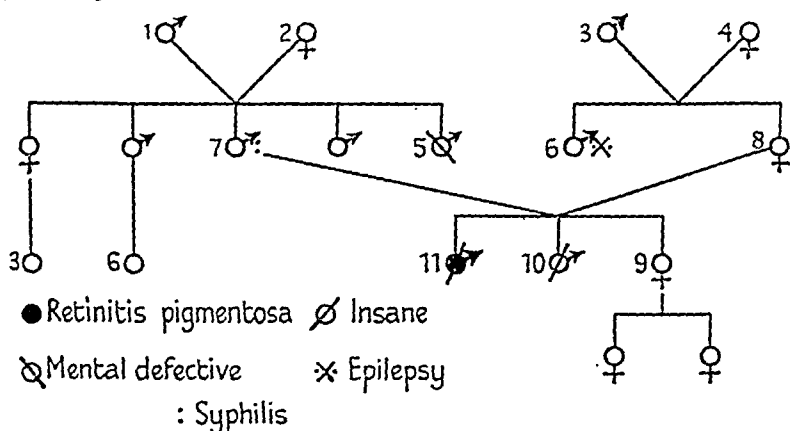 1 2 3 4
7 5 6 8
3 6 11 10 9
Retinitis pigmentosa Insane
Mental defective Epilepsy
: Syphilis